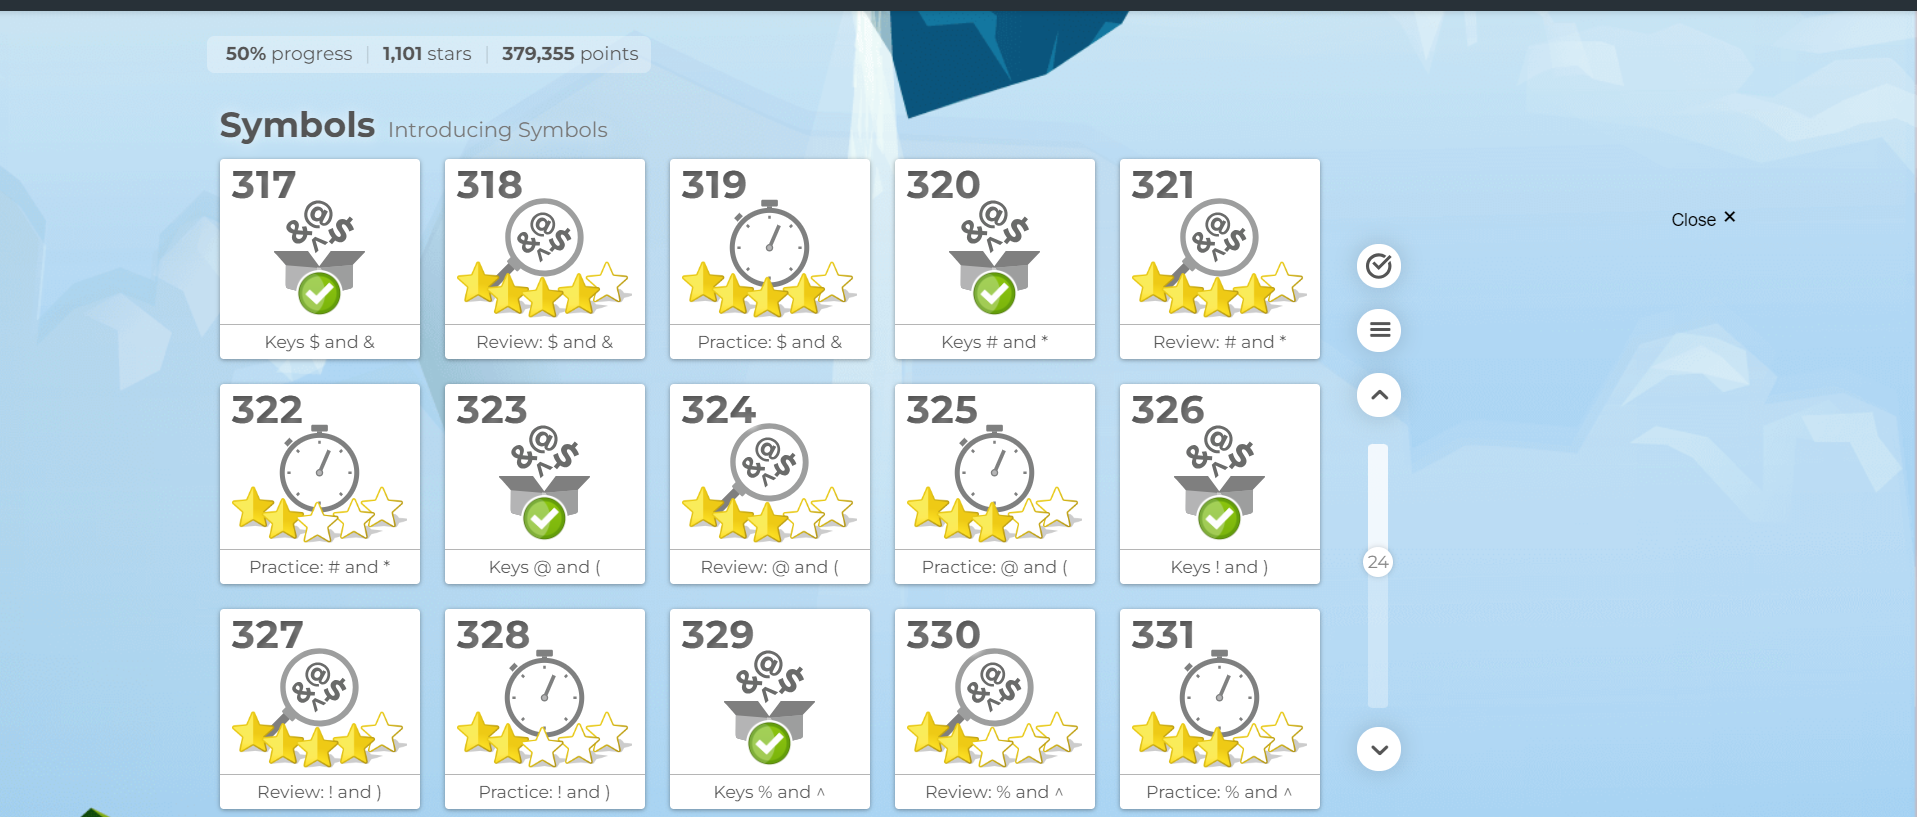 50% progress | 1,101 stars | 379,355 points
Symbols Introducing Symbols
317
Keys $ and &
318
Review: $ and &
319
Practice: $ and &
320
Keys # and *
321
Review: # and *
Close ×
322
Practice: # and *
323
Keys @ and (
324
Review: @ and (
325
Practice: @ and (
326
Keys ! and )
24
327
Review: ! and )
328
Practice: ! and )
329
Keys % and ^
330
Review: % and ^
331
Practice: % and ^